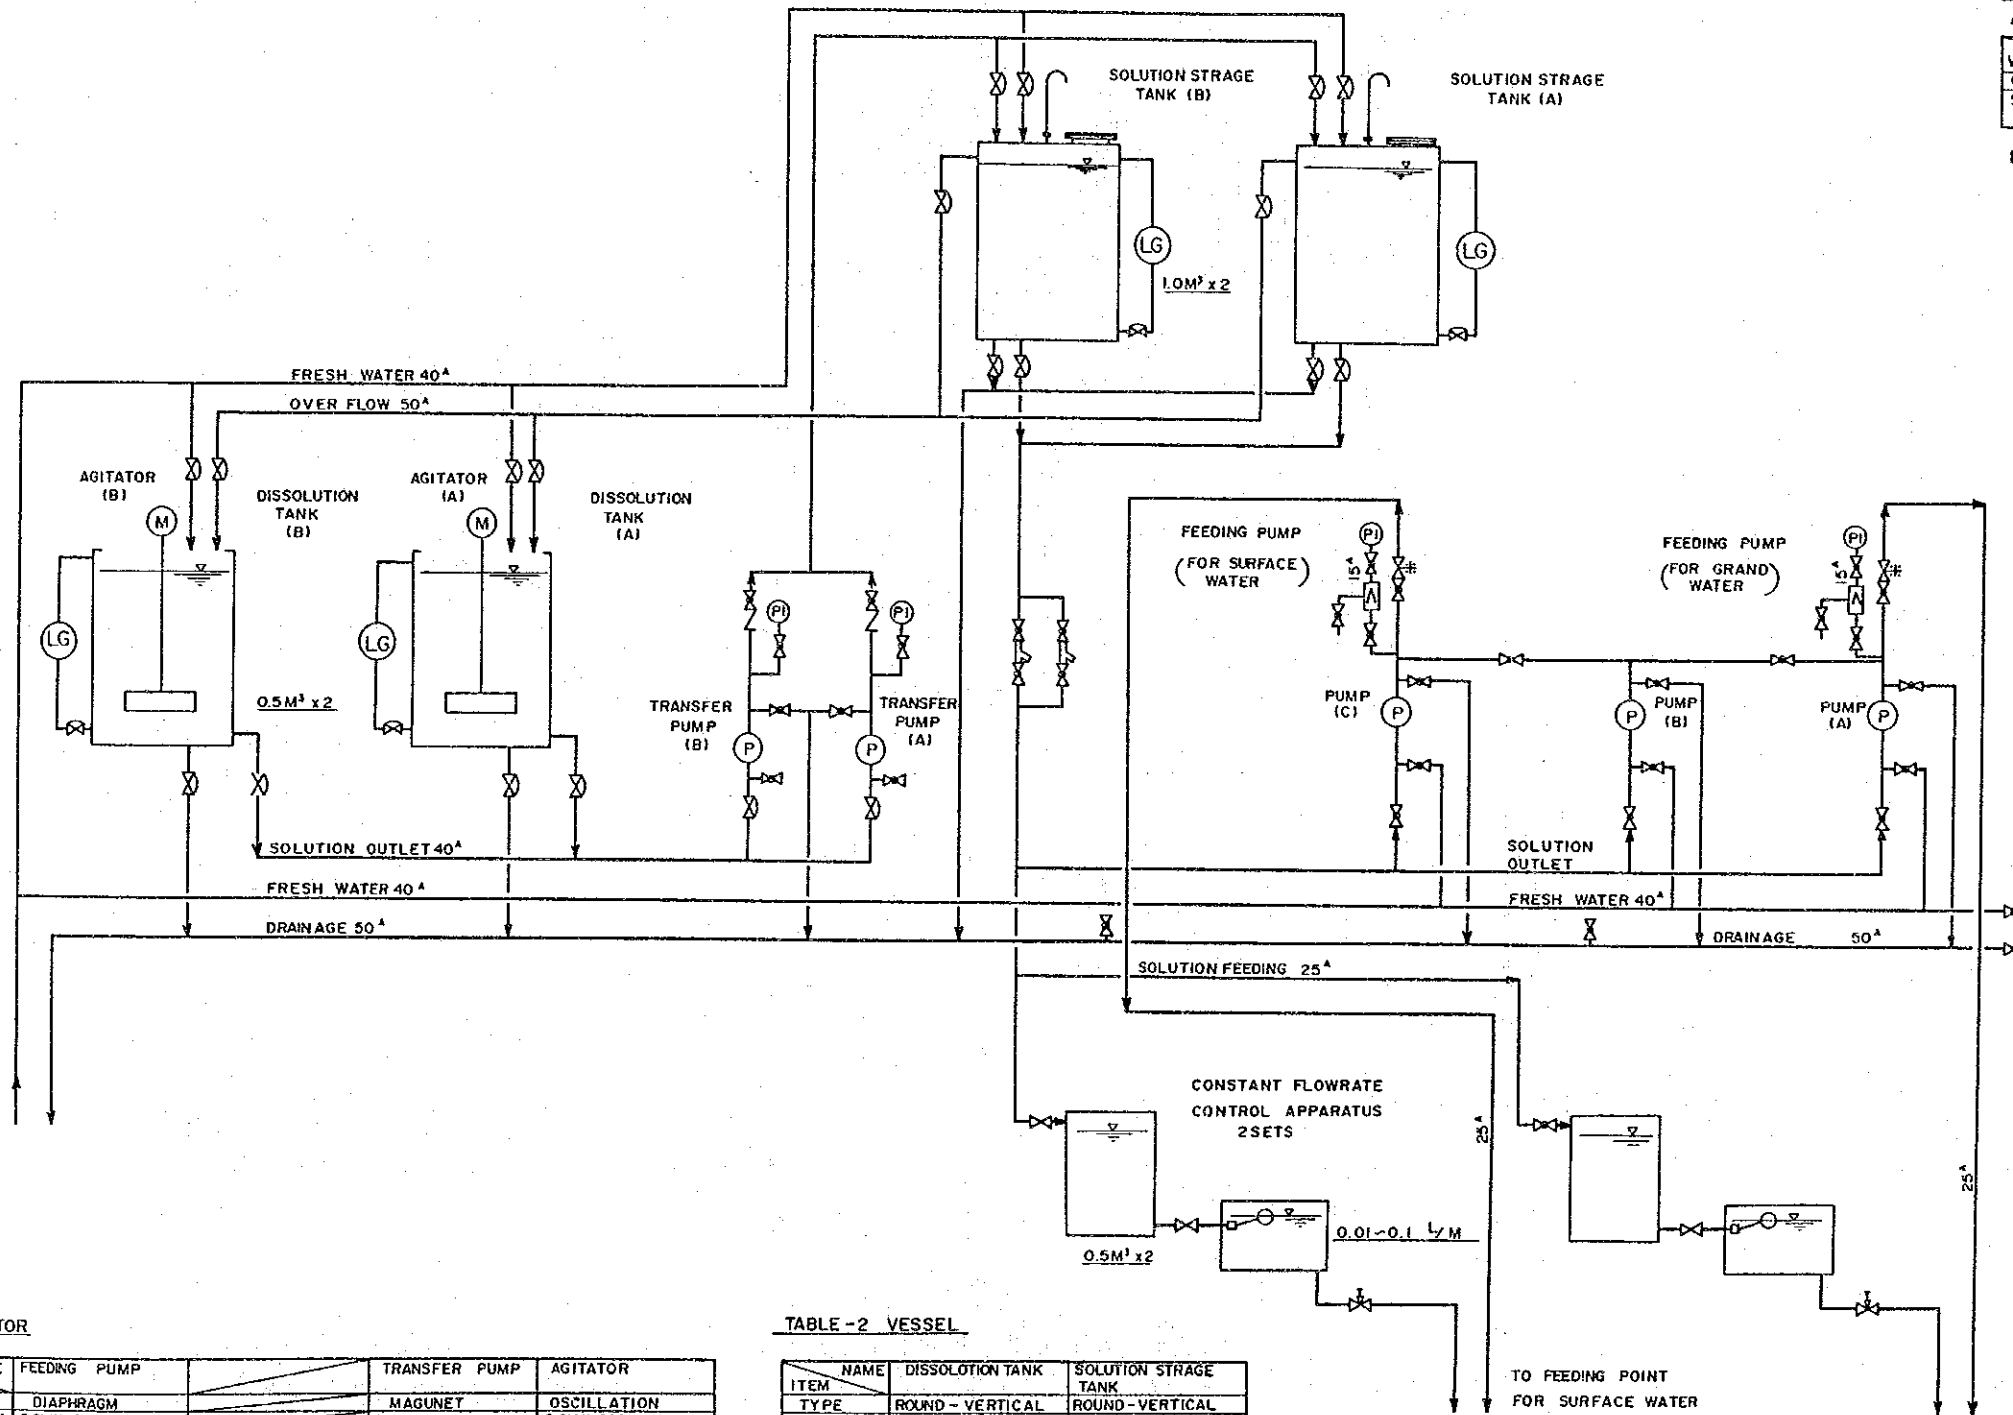 SOLUTION STRAGE
TANK (B)
SOLUTION STRAGE
TANK (A)
LG
LG
1.0M³ x 2
FRESH WATER 40ᴬ
OVER FLOW 50ᴬ
AGITATOR
(B)
DISSOLUTION
TANK
(B)
AGITATOR
(A)
DISSOLUTION
TANK
(A)
M
M
FEEDING PUMP
(FOR SURFACE
WATER)
PI
15ᴬ
FEEDING PUMP
(FOR GRAND
WATER)
PI
15ᴬ
LG
LG
PI
PI
0.5M³ x 2
TRANSFER
PUMP
(B)
TRANSFER
PUMP
(A)
P
P
PUMP
(C)
P
P
PUMP
(B)
PUMP
(A)
P
SOLUTION OUTLET 40ᴬ
SOLUTION
OUTLET
FRESH WATER 40ᴬ
FRESH WATER 40ᴬ
DRAINAGE 50ᴬ
DRAINAGE 50ᴬ
SOLUTION FEEDING 25ᴬ
CONSTANT FLOWRATE
CONTROL APPARATUS
2SETS
25ᴬ
25ᴬ
0.5M³ x2
0.01~0.1 L/M
TO FEEDING POINT
FOR SURFACE WATER
TOR
FEEDING PUMP TRANSFER PUMP AGITATOR
DIAPHRAGM MAGUNET OSCILLATION
TABLE-2 VESSEL
NAME DISSOLOTION TANK SOLUTION STRAGE
ITEM TANK
TYPE ROUND-VERTICAL ROUND-VERTICAL